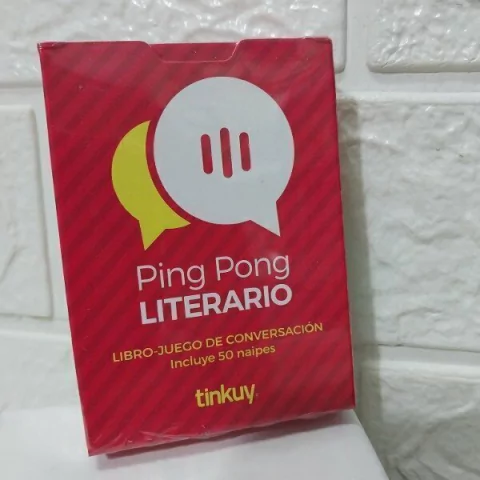 Ping Pong
LITERARIO
LIBRO-JUEGO DE CONVERSACIÓN
Incluye 50 naipes
tinkuy